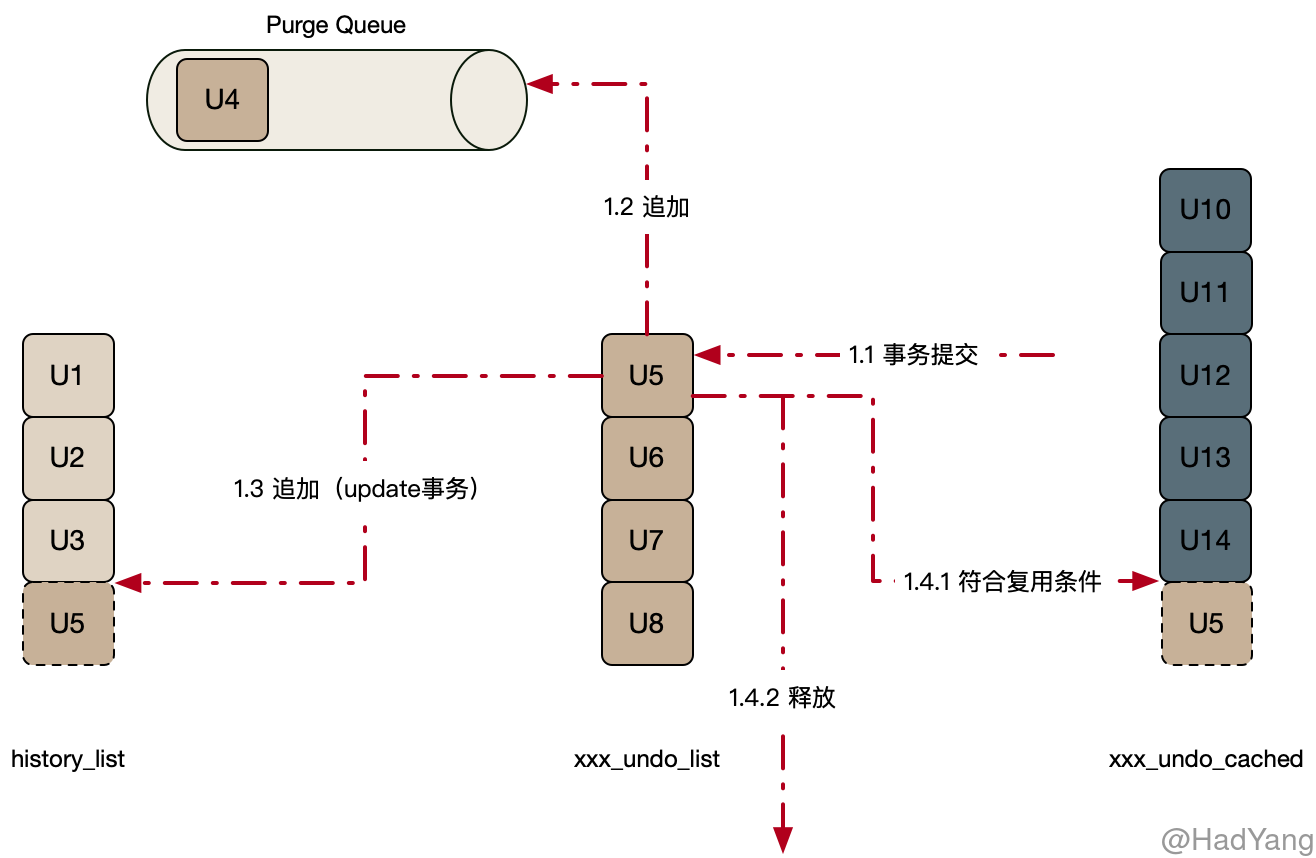 Purge Queue
U4
1.2 追加
U10
U11
U12
U13
U14
U5
1.1 事务提交
U1
U2
U3
U5
U5
U6
U7
U8
1.3 追加（update事务）
1.4.1 符合复用条件
1.4.2 释放
history_list
xxx_undo_list
xxx_undo_cached
@HadYang